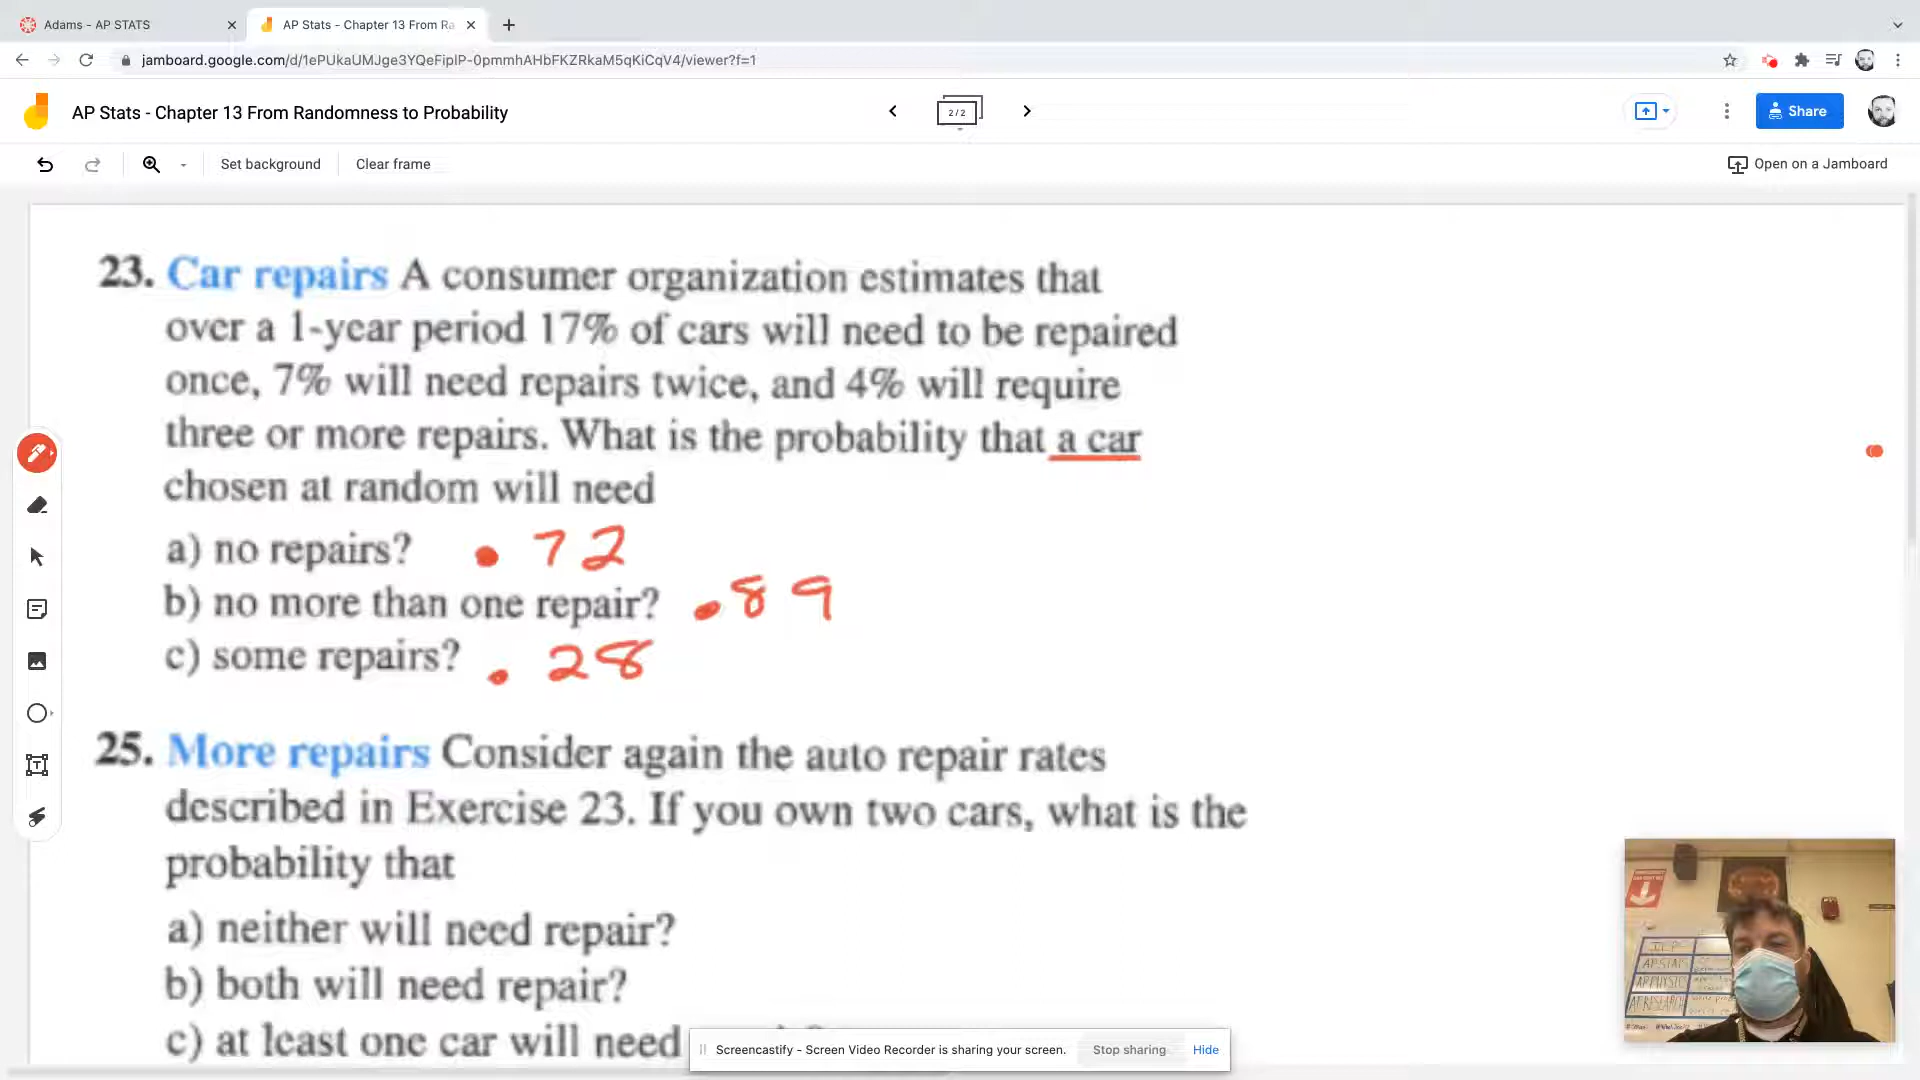 Adams - AP STATS
AP Stats - Chapter 13 From Ra
jamboard.google.com/d/1ePUkaUMJge3YQeFiplP-0pmmhAHbFKZRkaM5qKiCqV4/viewer?f=1
AP Stats - Chapter 13 From Randomness to Probability
2 / 2
Share
Set background
Clear frame
Open on a Jamboard
23. Car repairs A consumer organization estimates that
over a 1-year period 17% of cars will need to be repaired
once, 7% will need repairs twice, and 4% will require
three or more repairs. What is the probability that a car
chosen at random will need
a) no repairs? .72
b) no more than one repair? .89
c) some repairs? .28
25. More repairs Consider again the auto repair rates
described in Exercise 23. If you own two cars, what is the
probability that
a) neither will need repair?
b) both will need repair?
c) at least one car will need
Screencastify - Screen Video Recorder is sharing your screen.
Stop sharing
Hide
AP STATS
AP PHYSIC